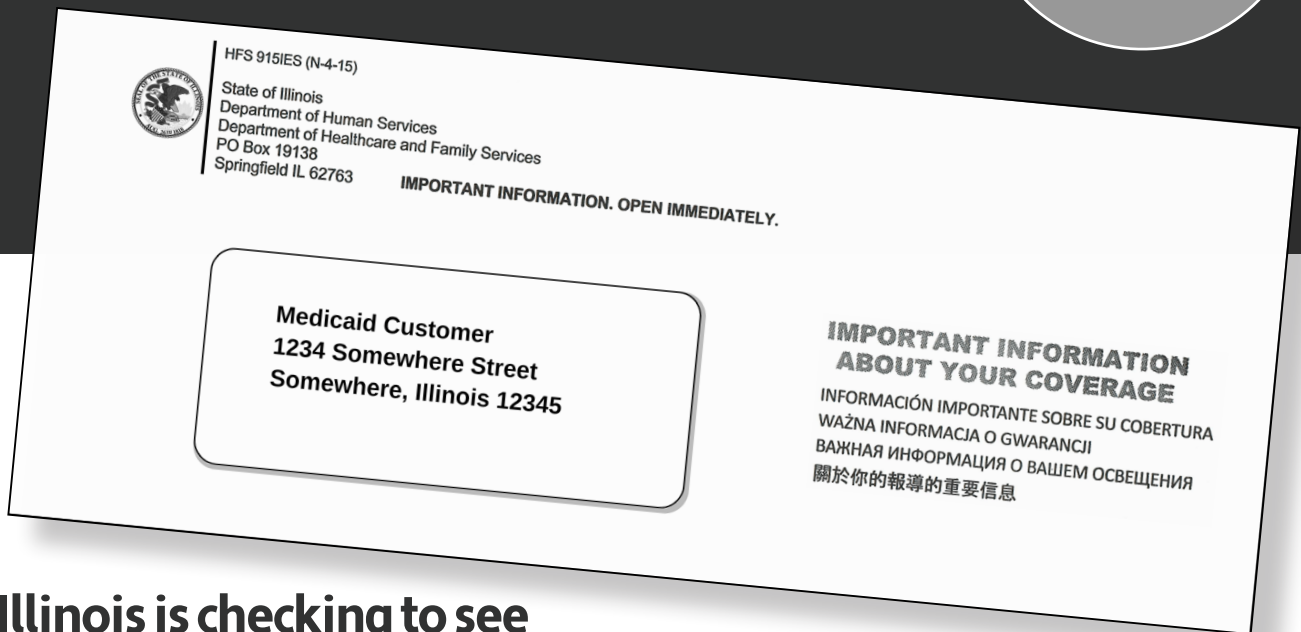 HFS 915IES (N-4-15)
State of Illinois
Department of Human Services
Department of Healthcare and Family Services
PO Box 19138
Springfield IL 62763
IMPORTANT INFORMATION. OPEN IMMEDIATELY.
Medicaid Customer
1234 Somewhere Street
Somewhere, Illinois 12345
IMPORTANT INFORMATION
ABOUT YOUR COVERAGE
INFORMACIÓN IMPORTANTE SOBRE SU COBERTURA
WAŻNA INFORMACJA O GWARANCJI
ВАЖНАЯ ИНФОРМАЦИЯ О ВАШЕМ ОСВЕЩЕНИЯ
關於你的報導的重要信息
Illinois is checking to see